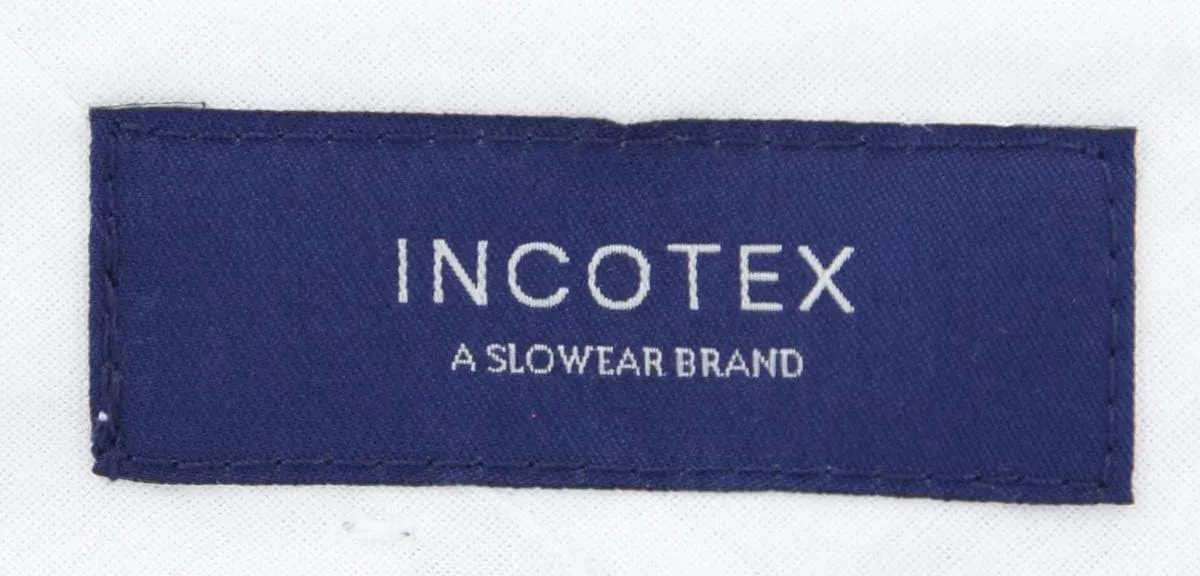 INCOTEX
A SLOWEAR BRAND